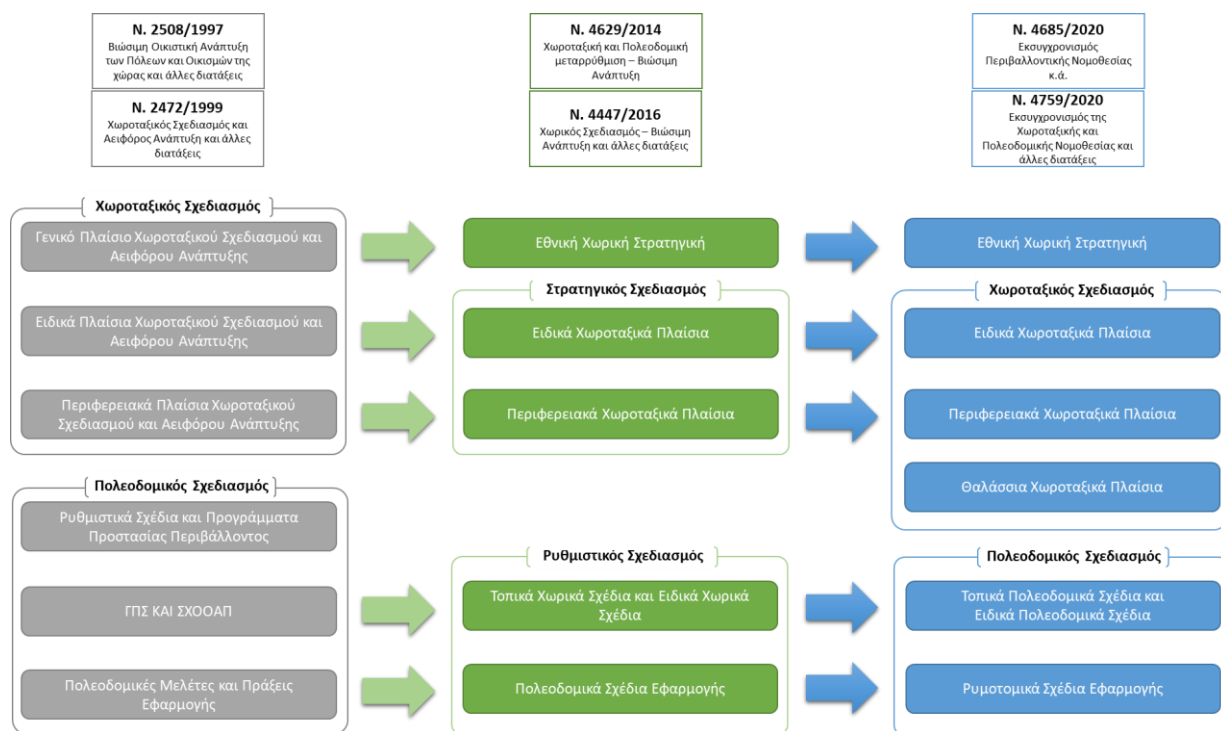 Ν. 2508/1997
Βιώσιμη Οικιστική Ανάπτυξη
των Πόλεων και Οικισμών της
χώρας και άλλες διατάξεις
Ν. 2472/1999
Χωροταξικός Σχεδιασμός και
Αειφόρος Ανάπτυξη και άλλες
διατάξεις
Ν. 4629/2014
Χωροταξική και Πολεοδομική
μεταρρύθμιση – Βιώσιμη
Ανάπτυξη
Ν. 4447/2016
Χωρικός Σχεδιασμός – Βιώσιμη
Ανάπτυξη και άλλες διατάξεις
Ν. 4685/2020
Εκσυγχρονισμός
Περιβαλλοντικής Νομοθεσίας
κ.ά.
Ν. 4759/2020
Εκσυγχρονισμός της
Χωροταξικής και
Πολεοδομικής Νομοθεσίας και
άλλες διατάξεις
Χωροταξικός Σχεδιασμός
Γενικό Πλαίσιο Χωροταξικού Σχεδιασμού και
Αειφόρου Ανάπτυξης
Εθνική Χωρική Στρατηγική
Εθνική Χωρική Στρατηγική
Στρατηγικός Σχεδιασμός
Χωροταξικός Σχεδιασμός
Ειδικά Πλαίσια Χωροταξικού Σχεδιασμού και
Αειφόρου Ανάπτυξης
Ειδικά Χωροταξικά Πλαίσια
Ειδικά Χωροταξικά Πλαίσια
Περιφερειακά Πλαίσια Χωροταξικού
Σχεδιασμού και Αειφόρου Ανάπτυξης
Περιφερειακά Χωροταξικά Πλαίσια
Περιφερειακά Χωροταξικά Πλαίσια
Θαλάσσια Χωροταξικά Πλαίσια
Πολεοδομικός Σχεδιασμός
Ρυθμιστικά Σχέδια και Προγράμματα
Προστασίας Περιβάλλοντος
Ρυθμιστικός Σχεδιασμός
Πολεοδομικός Σχεδιασμός
ΓΠΣ ΚΑΙ ΣΧΟΟΑΠ
Τοπικά Χωρικά Σχέδια και Ειδικά Χωρικά
Σχέδια
Τοπικά Πολεοδομικά Σχέδια και
Ειδικά Πολεοδομικά Σχέδια
Πολεοδομικές Μελέτες και Πράξεις
Εφαρμογής
Πολεοδομικά Σχέδια Εφαρμογής
Ρυμοτομικά Σχέδια Εφαρμογής